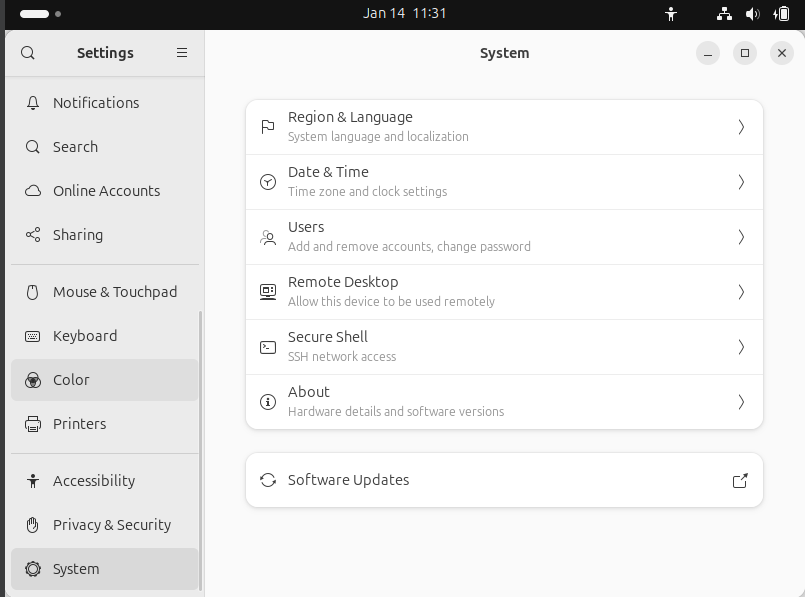 Jan 14 11:31
Settings
System
Notifications
Search
Online Accounts
Sharing
Mouse & Touchpad
Keyboard
Color
Printers
Accessibility
Privacy & Security
System
Region & Language
System language and localization
Date & Time
Time zone and clock settings
Users
Add and remove accounts, change password
Remote Desktop
Allow this device to be used remotely
Secure Shell
SSH network access
About
Hardware details and software versions
Software Updates